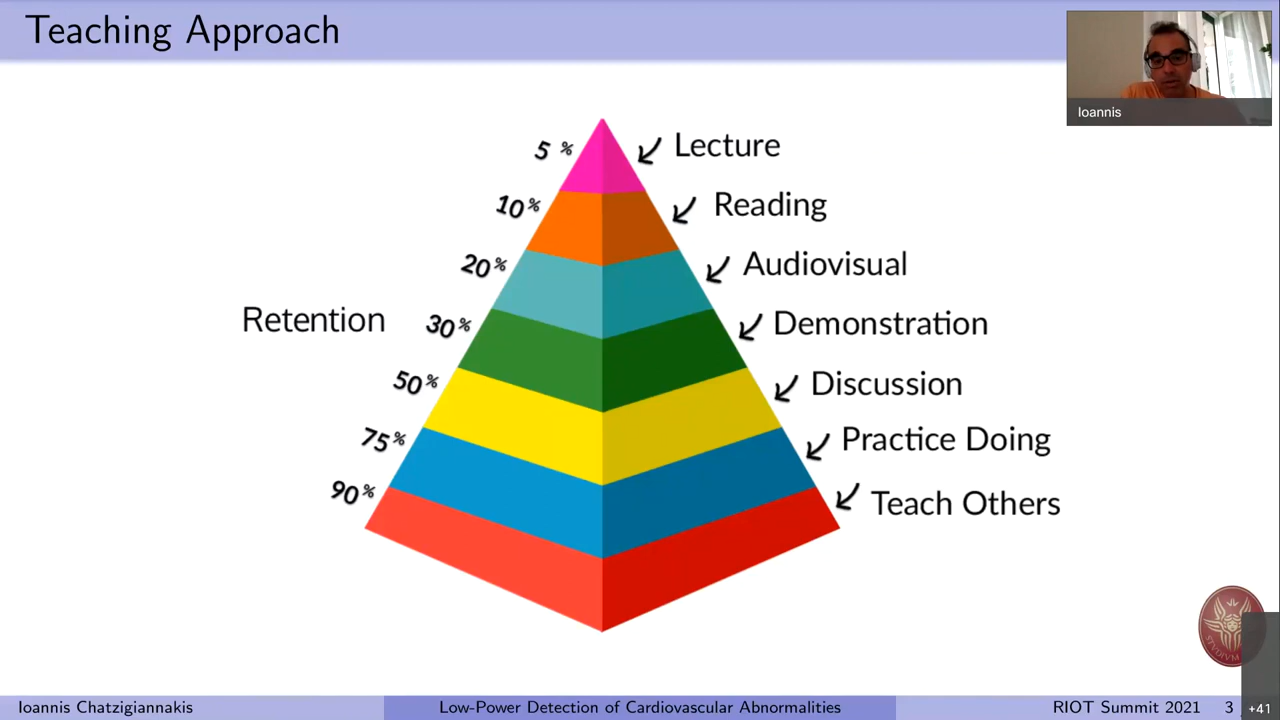 Teaching Approach
Ioannis
5 % Lecture
10% Reading
20% Audiovisual
Retention
30% Demonstration
50% Discussion
75% Practice Doing
90% Teach Others
STVDIVM
Ioannis Chatzigiannakis Low-Power Detection of Cardiovascular Abnormalities RIOT Summit 2021 3
+41